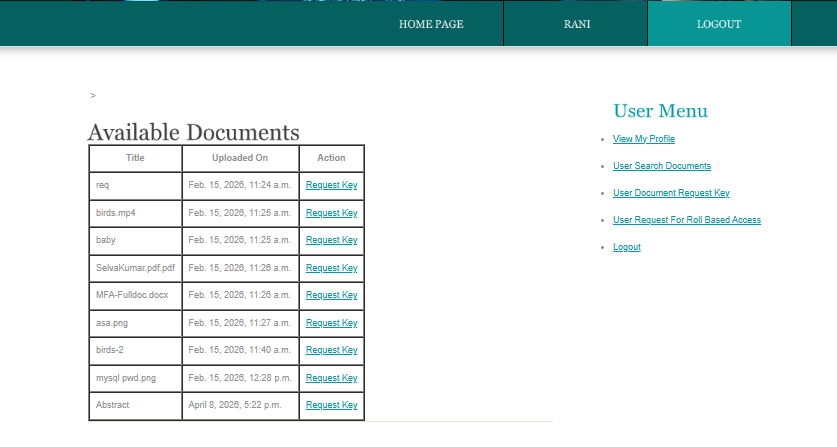 HOME PAGE RANI LOGOUT
>
Available Documents
Title Uploaded On Action
req Feb. 15, 2026, 11:24 a.m. Request Key
birds.mp4 Feb. 15, 2026, 11:25 a.m. Request Key
baby Feb. 15, 2026, 11:25 a.m. Request Key
SelvaKumar.pdf.pdf Feb. 15, 2026, 11:26 a.m. Request Key
MFA-Fulldoc.docx Feb. 15, 2026, 11:26 a.m. Request Key
asa.png Feb. 15, 2026, 11:27 a.m. Request Key
birds-2 Feb. 15, 2026, 11:40 a.m. Request Key
mysql pwd.png Feb. 15, 2026, 12:28 p.m. Request Key
Abstract April 8, 2026, 5:22 p.m. Request Key
User Menu
View My Profile
User Search Documents
User Document Request Key
User Request For Roll Based Access
Logout